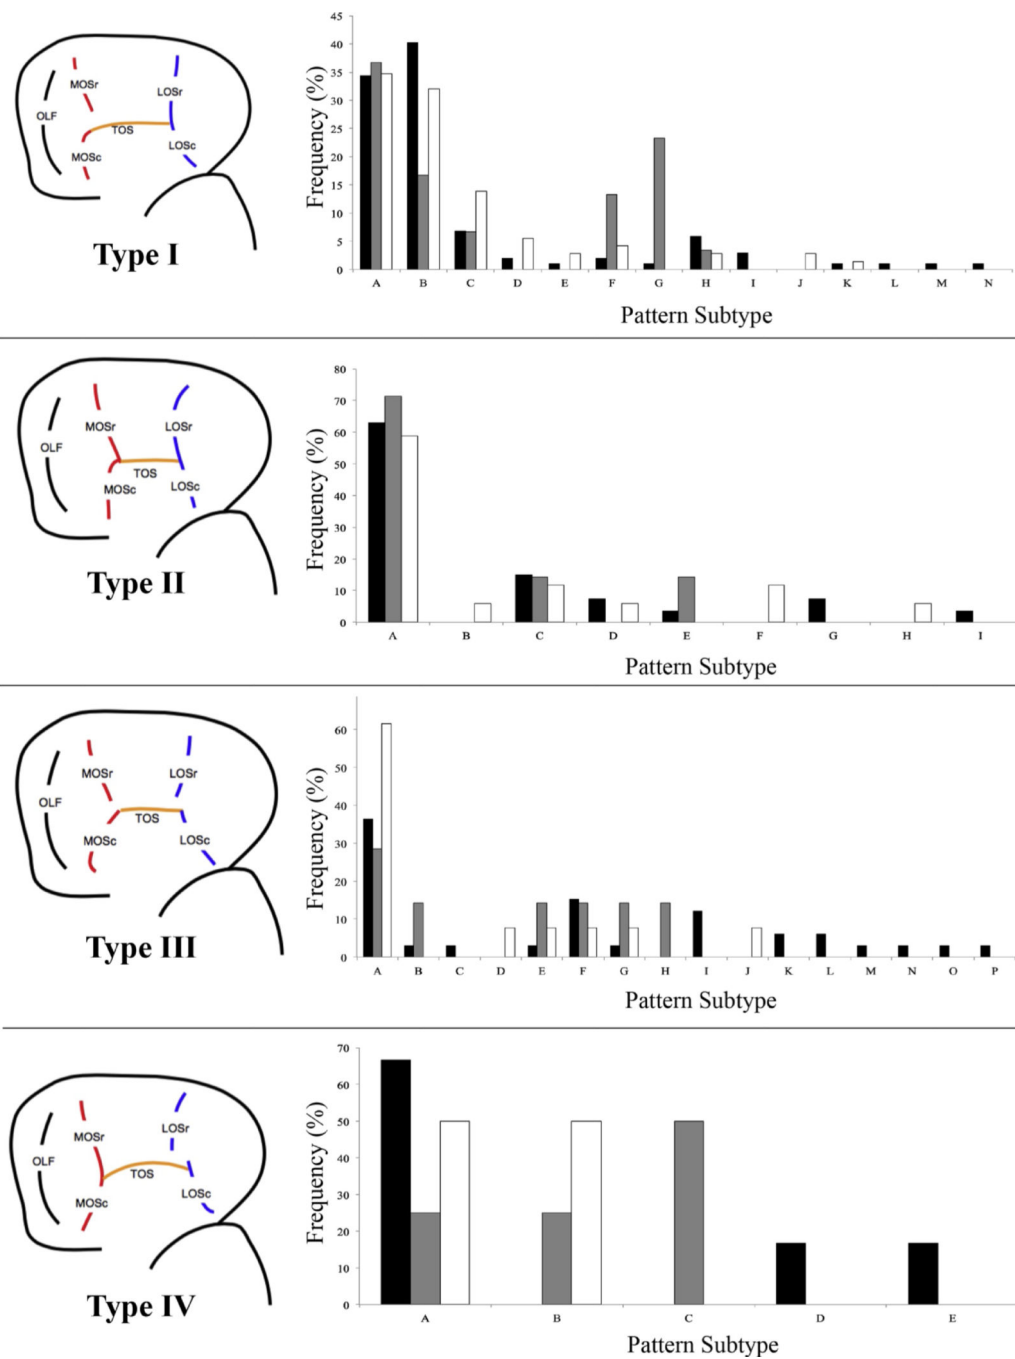 MOSr
LOSr
OLF
TOS
MOSc
LOSc
Type I
Frequency (%)
45
40
35
30
25
20
15
10
5
0
A B C D E F G H I J K L M N
Pattern Subtype
MOSr
LOSr
OLF
TOS
MOSc
LOSc
Type II
Frequency (%)
80
70
60
50
40
30
20
10
0
A B C D E F G H I
Pattern Subtype
MOSr
LOSr
OLF
TOS
MOSc
LOSc
Type III
Frequency (%)
60
50
40
30
20
10
0
A B C D E F G H I J K L M N O P
Pattern Subtype
MOSr
LOSr
OLF
TOS
MOSc
LOSc
Type IV
Frequency (%)
70
60
50
40
30
20
10
0
A B C D E
Pattern Subtype